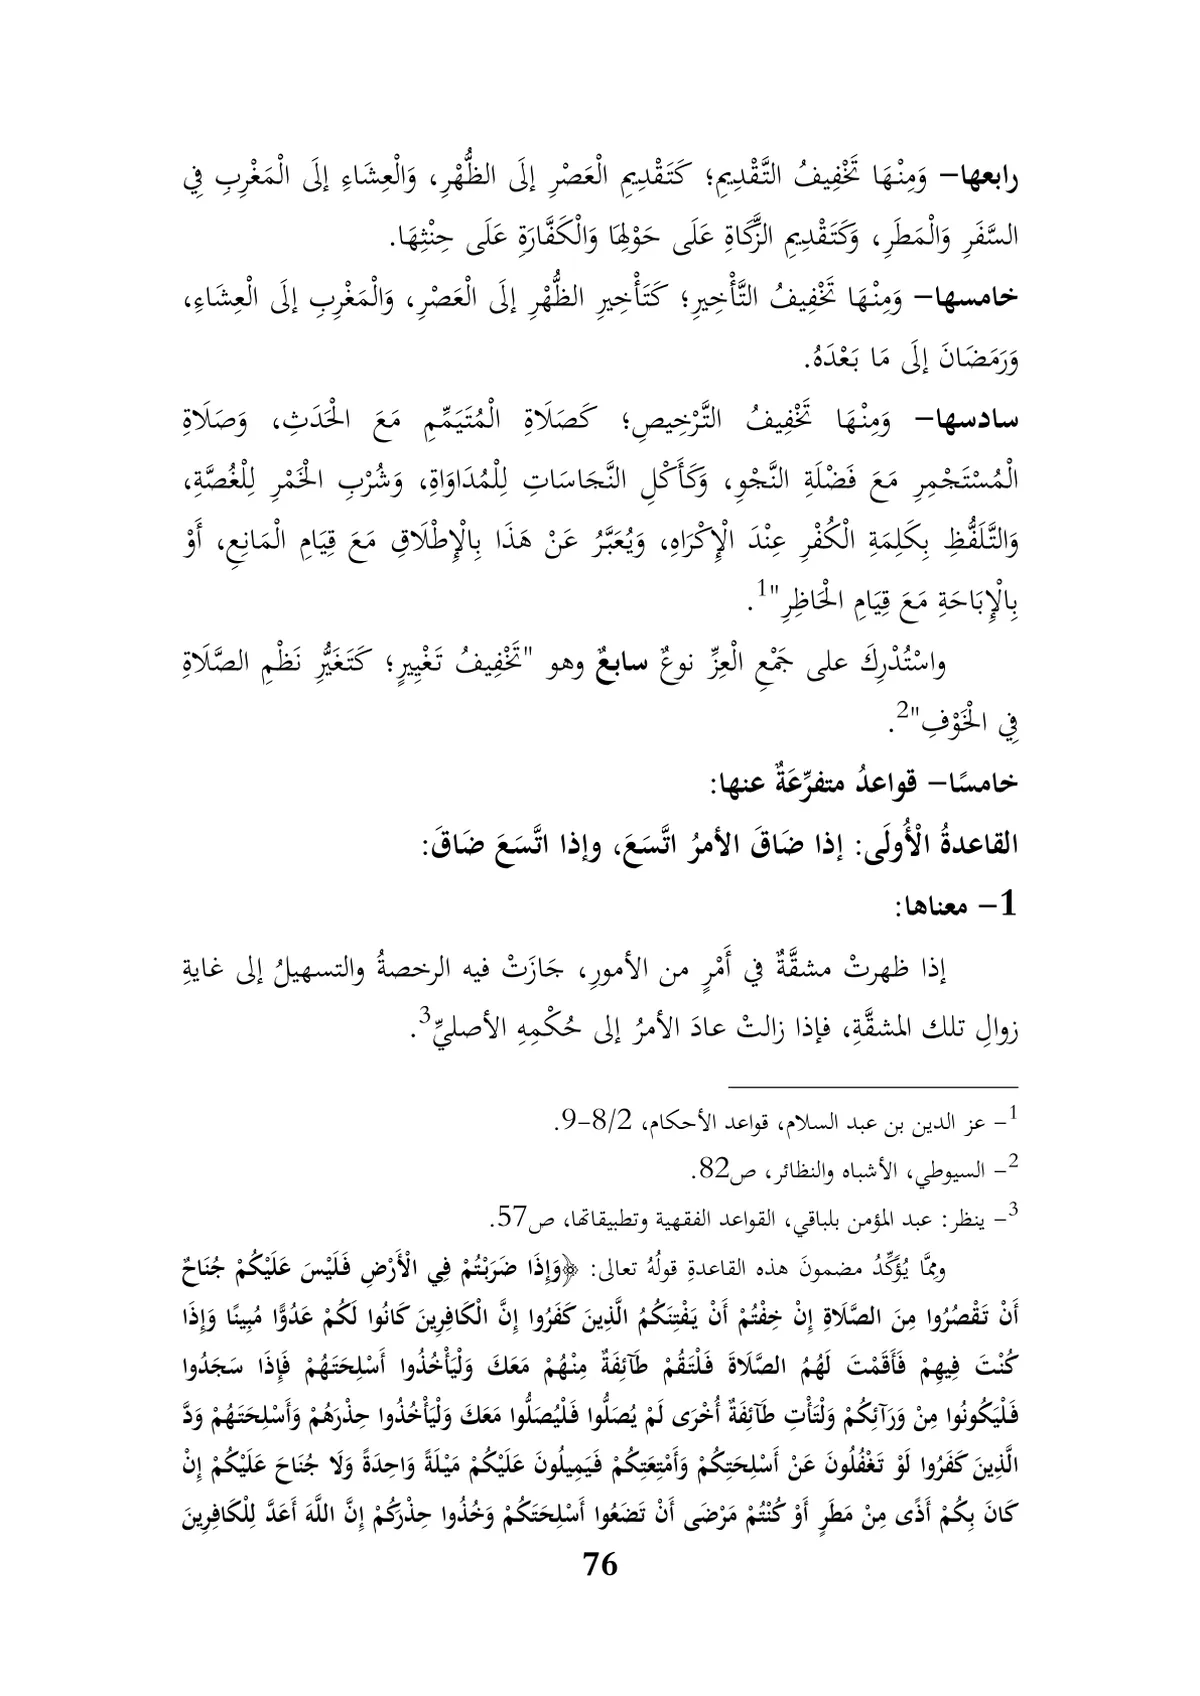 رابعها- وَمِنْهَا تَخْفِيفُ التَّقْدِيمِ؛ كَتَقْدِيمِ الْعَصْرِ إلَى الظُّهْرِ، وَالْعِشَاءِ إلَى الْمَغْرِبِ فِي
السَّفَرِ وَالْمَطَرِ، وَكَتَقْدِيمِ الزَّكَاةِ عَلَى حَوْلِهَا وَالْكَفَّارَةِ عَلَى حِنْثِهَا.
خامسها- وَمِنْهَا تَخْفِيفُ التَّأْخِيرِ؛ كَتَأْخِيرِ الظُّهْرِ إلَى الْعَصْرِ، وَالْمَغْرِبِ إلَى الْعِشَاءِ،
وَرَمَضَانَ إلَى مَا بَعْدَهُ.
سادسها- وَمِنْهَا تَخْفِيفُ التَّرْخِيصِ؛ كَصَلَاةِ الْمُتَيَمِّمِ مَعَ الْحَدَثِ، وَصَلَاةِ
الْمُسْتَجْمِرِ مَعَ فَضْلَةِ النَّجْوِ، وَكَأَكْلِ النَّجَاسَاتِ لِلْمُدَاوَاةِ، وَشُرْبِ الْخَمْرِ لِلْغُصَّةِ،
وَالتَّلَفُّظِ بِكَلِمَةِ الْكُفْرِ عِنْدَ الْإِكْرَاهِ، وَيُعَبَّرُ عَنْ هَذَا بِالْإِطْلَاقِ مَعَ قِيَامِ الْمَانِعِ، أَوْ
بِالْإِبَاحَةِ مَعَ قِيَامِ الْحَاظِرِ"1.
واسْتُدْرِكَ على جَمْعِ الْعِزِّ نوعٌ سابعٌ وهو "تَخْفِيفُ تَغْيِيرٍ؛ كَتَغَيُّرِ نَظْمِ الصَّلَاةِ
فِي الْخَوْفِ"2.
خامسًا- قواعدُ متفرِّعَةٌ عنها:
القاعدةُ الْأُولَى: إذا ضَاقَ الأمرُ اتَّسَعَ، وإذا اتَّسَعَ ضَاقَ:
1- معناها:
إذا ظهرتْ مشقَّةٌ في أَمْرٍ من الأمورِ، جَازَتْ فيه الرخصةُ والتسهيلُ إلى غايةِ
زوالِ تلك المشقَّةِ، فإذا زالتْ عادَ الأمرُ إلى حُكْمِهِ الأصليِّ3.
1- عز الدين بن عبد السلام، قواعد الأحكام، 8/2-9.
2- السيوطي، الأشباه والنظائر، ص82.
3- ينظر: عبد المؤمن بلباقي، القواعد الفقهية وتطبيقاتها، ص57.
وممَّا يُؤَكِّدُ مضمونَ هذه القاعدةِ قولُهُ تعالى: ﴿وَإِذَا ضَرَبْتُمْ فِي الْأَرْضِ فَلَيْسَ عَلَيْكُمْ جُنَاحٌ
أَنْ تَقْصُرُوا مِنَ الصَّلَاةِ إِنْ خِفْتُمْ أَنْ يَفْتِنَكُمُ الَّذِينَ كَفَرُوا إِنَّ الْكَافِرِينَ كَانُوا لَكُمْ عَدُوًّا مُبِينًا وَإِذَا
كُنْتَ فِيهِمْ فَأَقَمْتَ لَهُمُ الصَّلَاةَ فَلْتَقُمْ طَآئِفَةٌ مِنْهُمْ مَعَكَ وَلْيَأْخُذُوا أَسْلِحَتَهُمْ فَإِذَا سَجَدُوا
فَلْيَكُونُوا مِنْ وَرَآئِكُمْ وَلْتَأْتِ طَآئِفَةٌ أُخْرَى لَمْ يُصَلُّوا فَلْيُصَلُّوا مَعَكَ وَلْيَأْخُذُوا حِذْرَهُمْ وَأَسْلِحَتَهُمْ وَدَّ
الَّذِينَ كَفَرُوا لَوْ تَغْفُلُونَ عَنْ أَسْلِحَتِكُمْ وَأَمْتِعَتِكُمْ فَيَمِيلُونَ عَلَيْكُمْ مَيْلَةً وَاحِدَةً وَلَا جُنَاحَ عَلَيْكُمْ إِنْ
كَانَ بِكُمْ أَذًى مِنْ مَطَرٍ أَوْ كُنْتُمْ مَرْضَى أَنْ تَضَعُوا أَسْلِحَتَكُمْ وَخُذُوا حِذْرَكُمْ إِنَّ اللَّهَ أَعَدَّ لِلْكَافِرِينَ
76